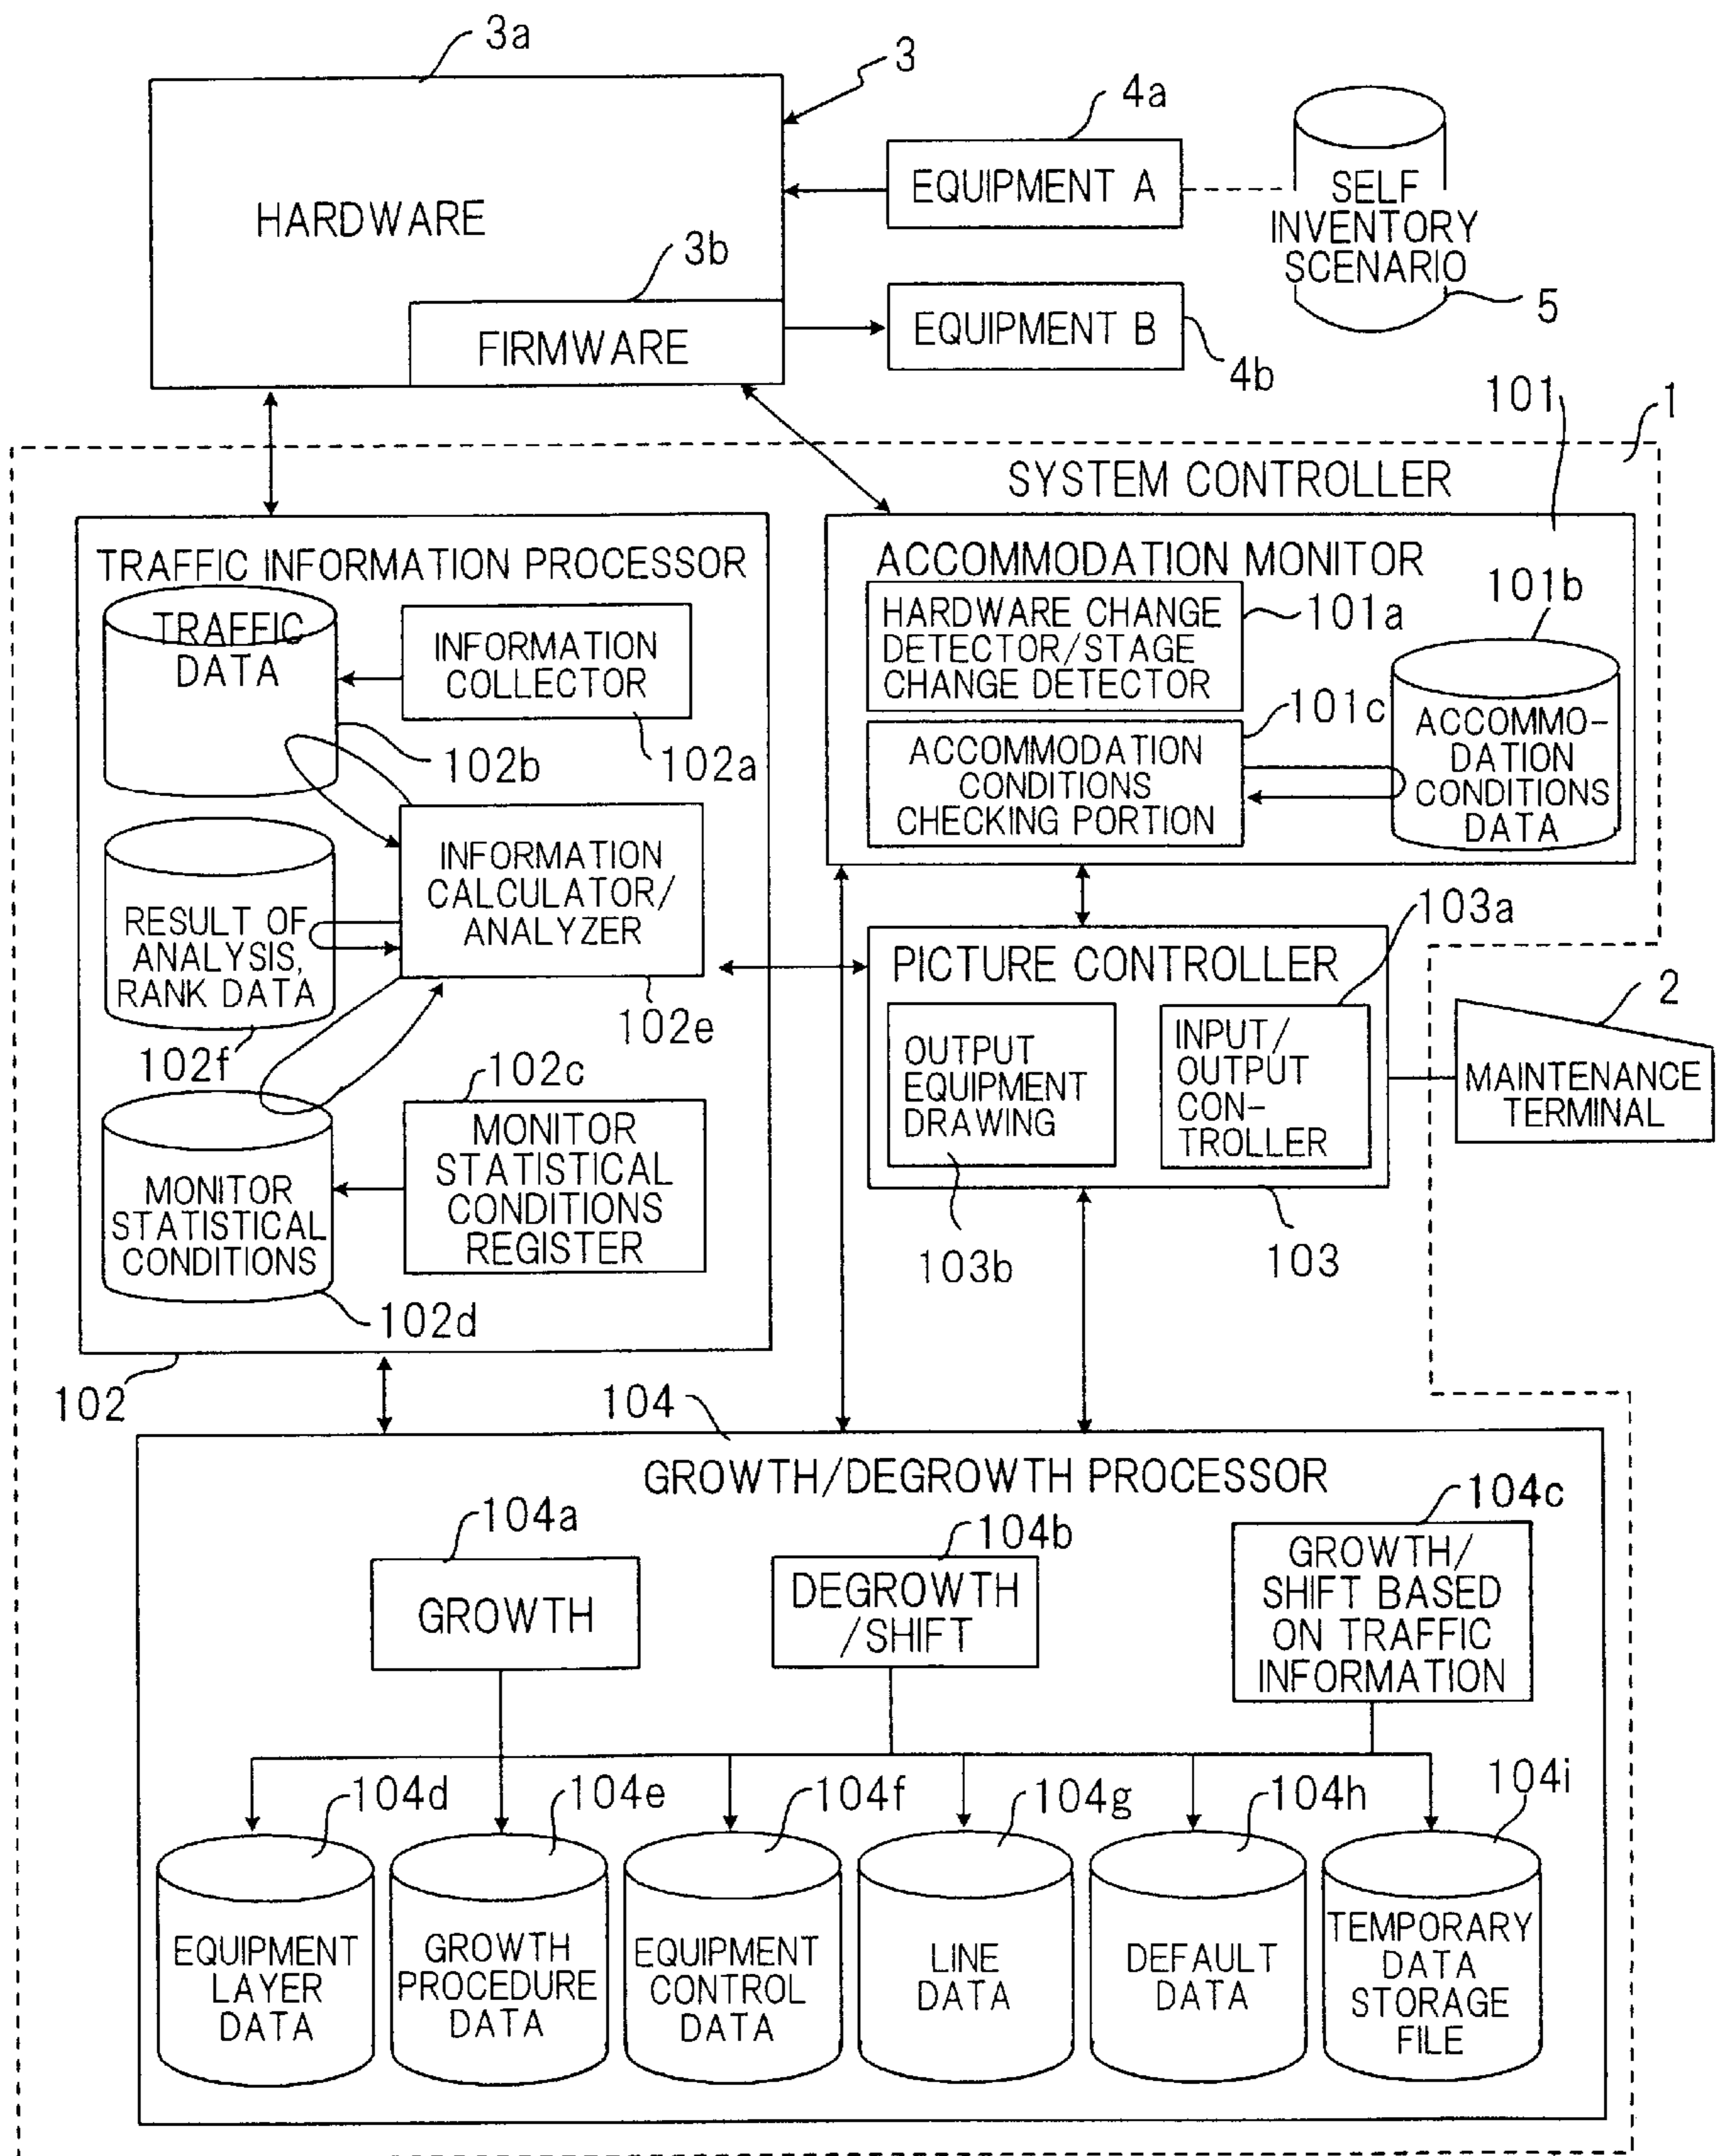 3a
3
4a
HARDWARE
EQUIPMENT A
SELF
INVENTORY
SCENARIO
3b
5
FIRMWARE
EQUIPMENT B
4b
101
1
SYSTEM CONTROLLER
TRAFFIC INFORMATION PROCESSOR
TRAFFIC
DATA
INFORMATION
COLLECTOR
102b
102a
INFORMATION
CALCULATOR/
ANALYZER
RESULT OF
ANALYSIS,
RANK DATA
102e
102f
102c
MONITOR
STATISTICAL
CONDITIONS
REGISTER
MONITOR
STATISTICAL
CONDITIONS
102d
102
ACCOMMODATION MONITOR
HARDWARE CHANGE
DETECTOR/STAGE
CHANGE DETECTOR
101a
101b
101c
ACCOMMODATION
CONDITIONS
CHECKING PORTION
ACCOMMO-
DATION
CONDITIONS
DATA
103a
PICTURE CONTROLLER
OUTPUT
EQUIPMENT
DRAWING
INPUT/
OUTPUT
CON-
TROLLER
2
MAINTENANCE
TERMINAL
103b
103
104
GROWTH/DEGROWTH PROCESSOR
104a
GROWTH
104b
DEGROWTH
/SHIFT
104c
GROWTH/
SHIFT BASED
ON TRAFFIC
INFORMATION
104d
104e
104f
104g
104h
104i
EQUIPMENT
LAYER
DATA
GROWTH
PROCEDURE
DATA
EQUIPMENT
CONTROL
DATA
LINE
DATA
DEFAULT
DATA
TEMPORARY
DATA
STORAGE
FILE